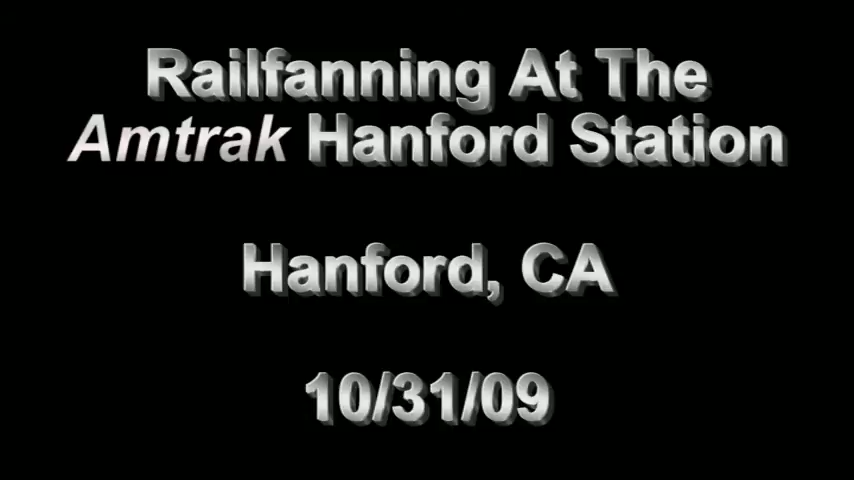 Railfanning At The
Amtrak Hanford Station
Hanford, CA
10/31/09